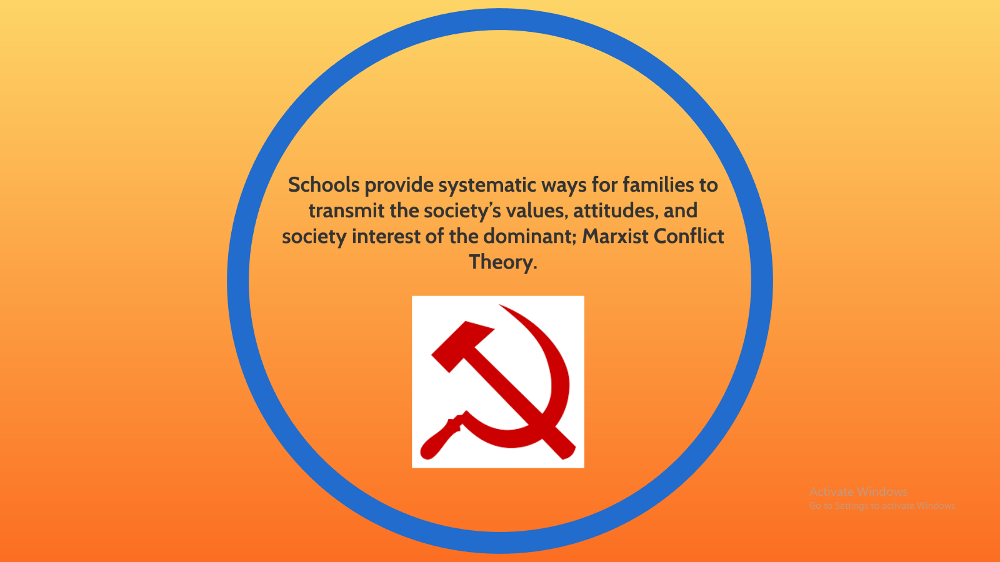 Schools provide systematic ways for families to
transmit the society’s values, attitudes, and
society interest of the dominant; Marxist Conflict
Theory.
Activate Windows
Go to Settings to activate Windows.